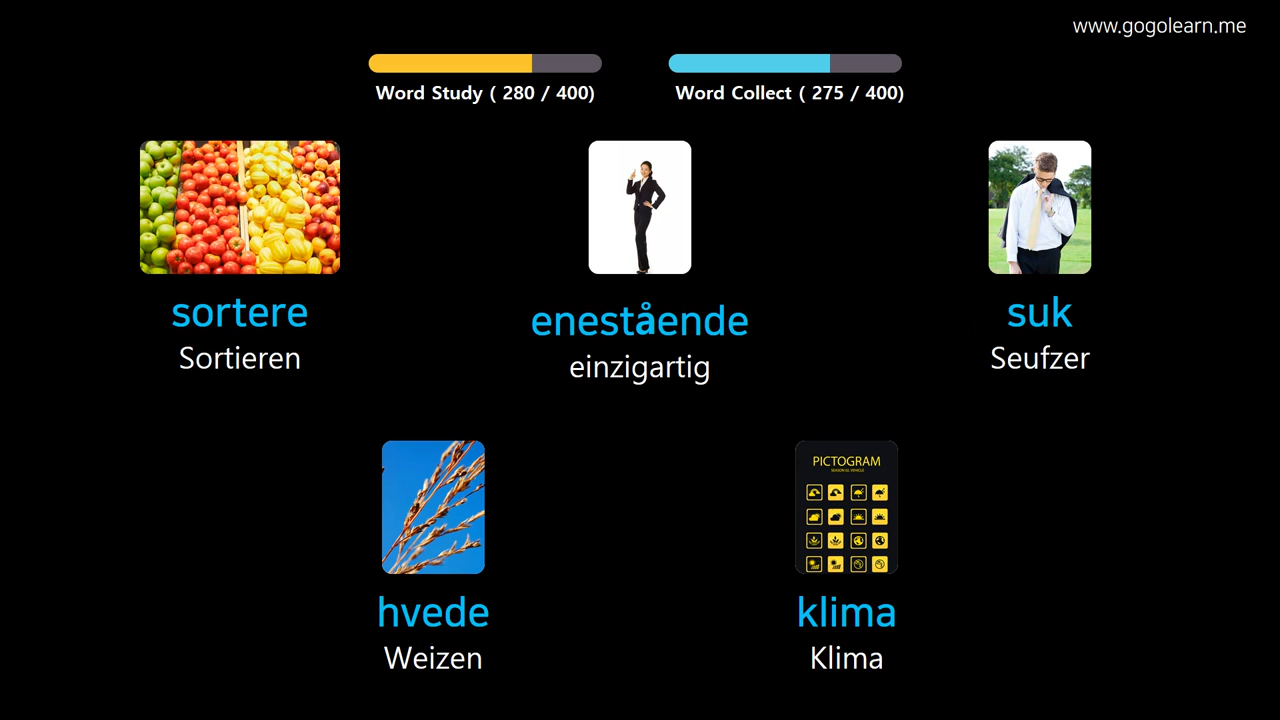 www.gogolearn.me
Word Study ( 280 / 400)
Word Collect ( 275 / 400)
sortere
Sortieren
enestående
einzigartig
suk
Seufzer
hvede
Weizen
PICTOGRAM
klima
Klima